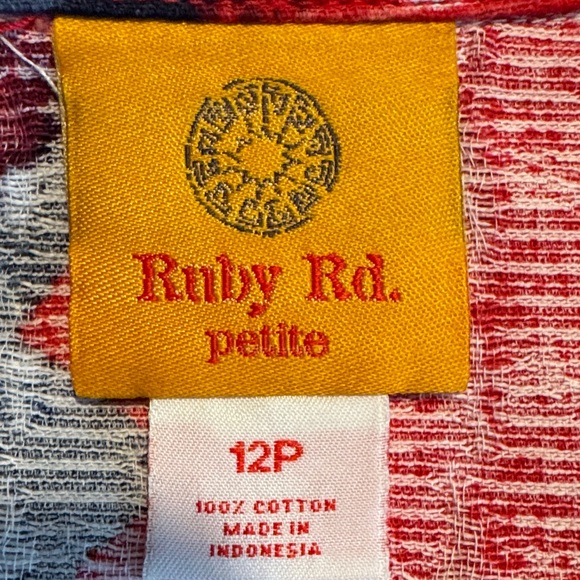 Ruby Rd.
petite
12P
100% COTTON
MADE IN
INDONESIA